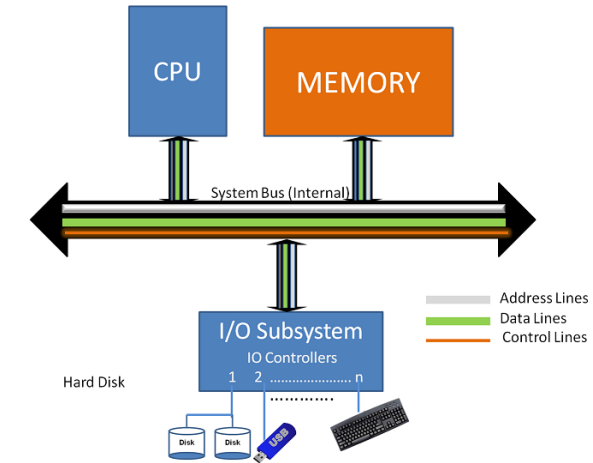 CPU
MEMORY
System Bus (Internal)
I/O Subsystem
IO Controllers
1 2 ...................... n
.............
Address Lines
Data Lines
Control Lines
Hard Disk
Disk Disk
USB